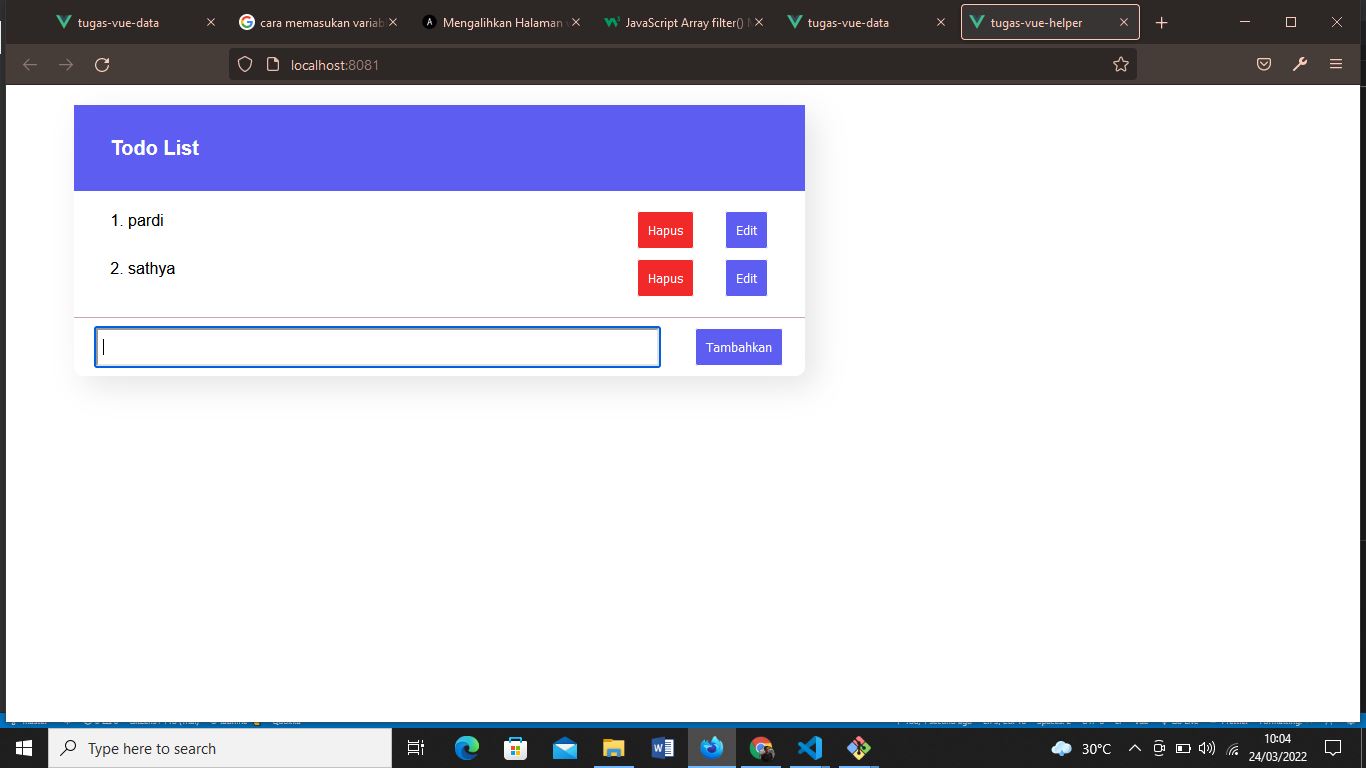 tugas-vue-data
cara memasukan variab
Mengalihkan Halaman
JavaScript Array filter()
tugas-vue-data
tugas-vue-helper
localhost:8081
Todo List
1. pardi
Hapus
Edit
2. sathya
Hapus
Edit
Tambahkan
Type here to search
30°C
10:04
24/03/2022